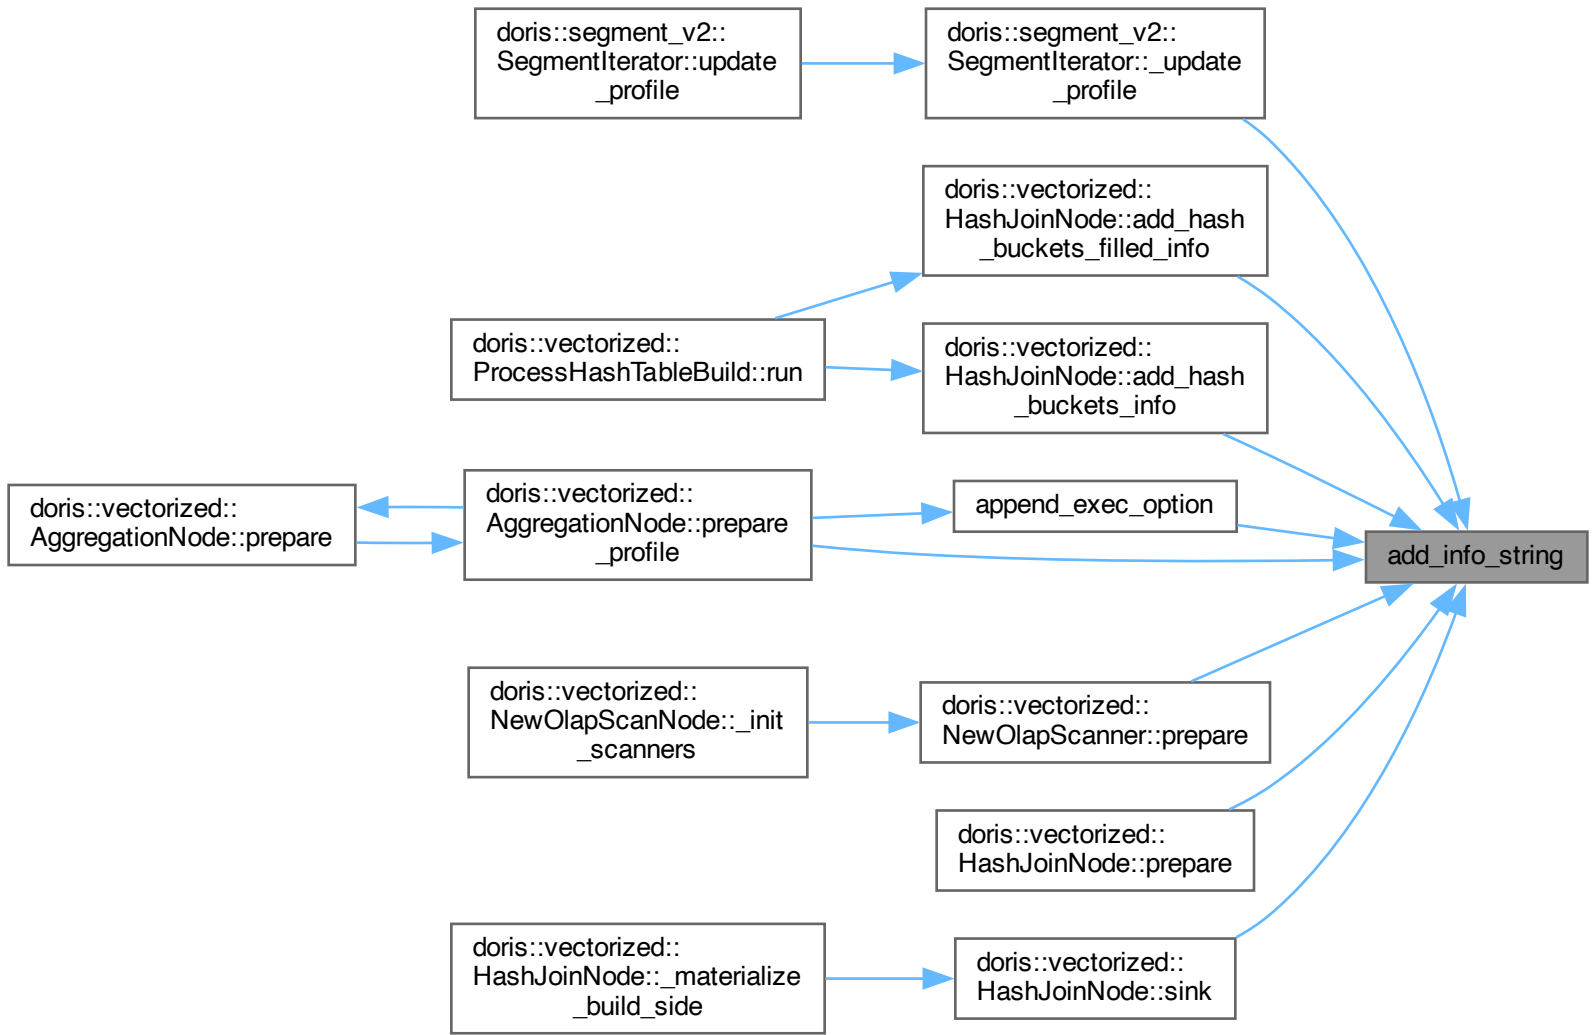 doris::segment_v2::
SegmentIterator::update
_profile
doris::segment_v2::
SegmentIterator::_update
_profile
doris::vectorized::
HashJoinNode::add_hash
_buckets_filled_info
doris::vectorized::
ProcessHashTableBuild::run
doris::vectorized::
HashJoinNode::add_hash
_buckets_info
doris::vectorized::
AggregationNode::prepare
doris::vectorized::
AggregationNode::prepare
_profile
append_exec_option
add_info_string
doris::vectorized::
NewOlapScanNode::_init
_scanners
doris::vectorized::
NewOlapScanner::prepare
doris::vectorized::
HashJoinNode::prepare
doris::vectorized::
HashJoinNode::_materialize
_build_side
doris::vectorized::
HashJoinNode::sink